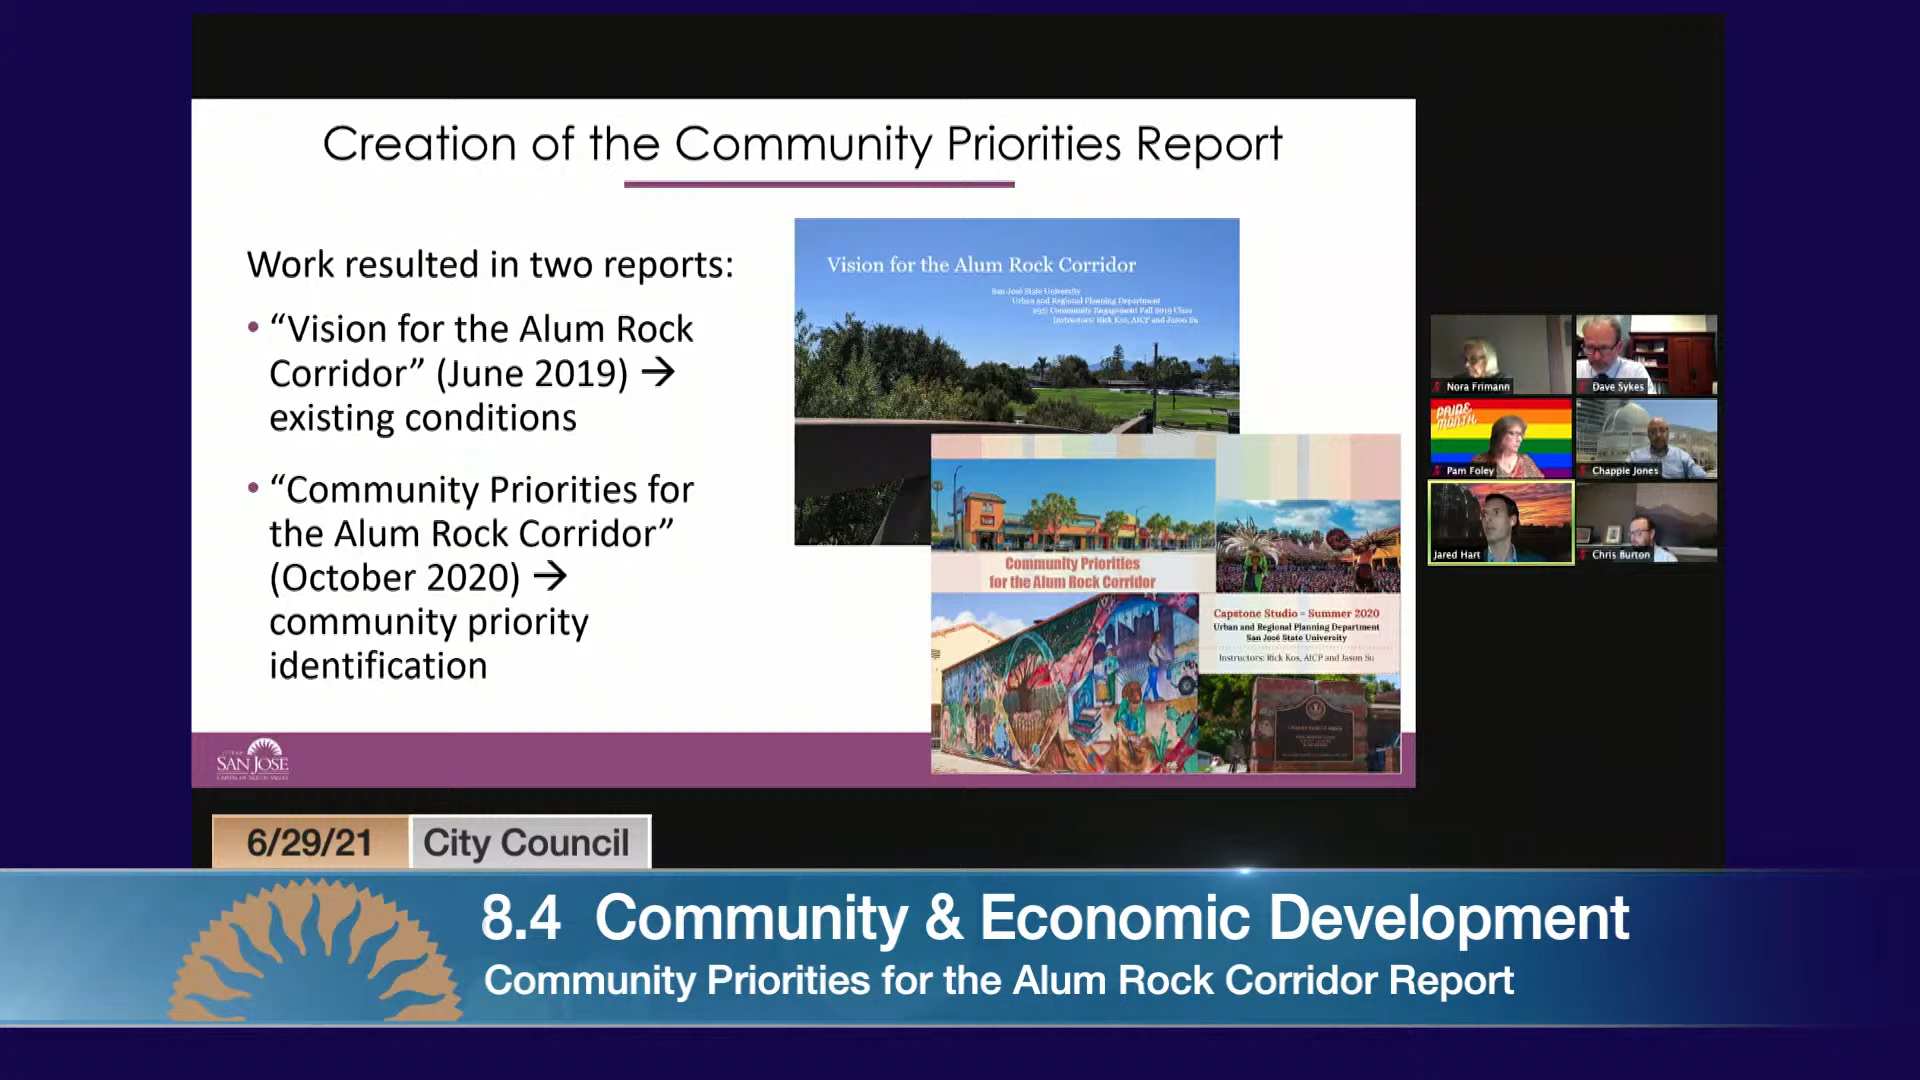 Creation of the Community Priorities Report
Work resulted in two reports:
• “Vision for the Alum Rock
Corridor” (June 2019) →
existing conditions
• “Community Priorities for
the Alum Rock Corridor”
(October 2020) →
community priority
identification
Vision for the Alum Rock Corridor
San José State University
Urban and Regional Planning Department
Community Engagement Fall 2019 Class
Instructors: Rick Kos, AICP and Jason Su
Community Priorities
for the Alum Rock Corridor
Capstone Studio - Summer 2020
Urban and Regional Planning Department
San José State University
Instructors: Rick Kos, AICP and Jason Su
SAN JOSE
CAPITAL OF SILICON VALLEY
Nora Frimann
Dave Sykes
PRIDE
MONTH
Pam Foley
Chappie Jones
Jared Hart
Chris Burton
6/29/21 City Council
8.4 Community & Economic Development
Community Priorities for the Alum Rock Corridor Report